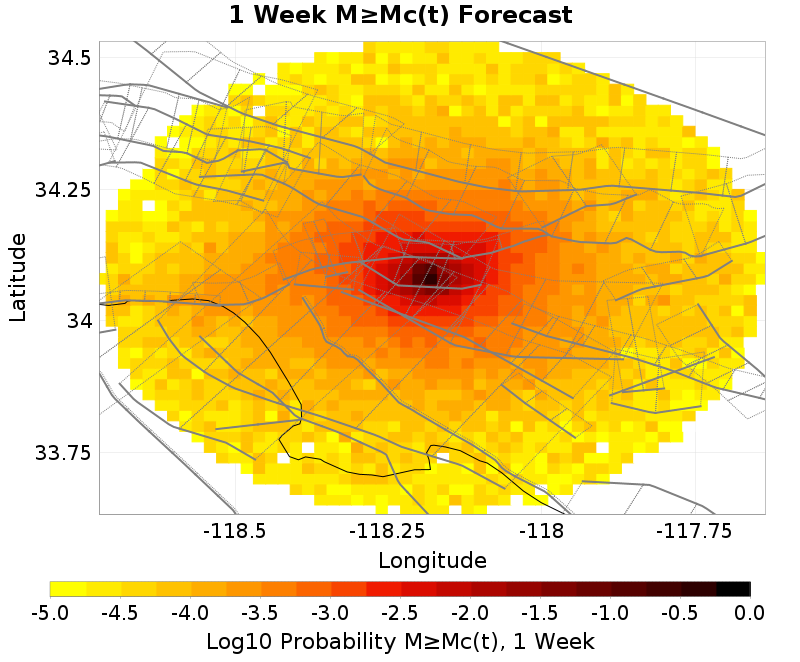 1 Week M≥Mc(t) Forecast
34.5
34.25
34
33.75
Latitude
-118.5 -118.25 -118 -117.75
Longitude
-5.0 -4.5 -4.0 -3.5 -3.0 -2.5 -2.0 -1.5 -1.0 -0.5 0.0
Log10 Probability M≥Mc(t), 1 Week